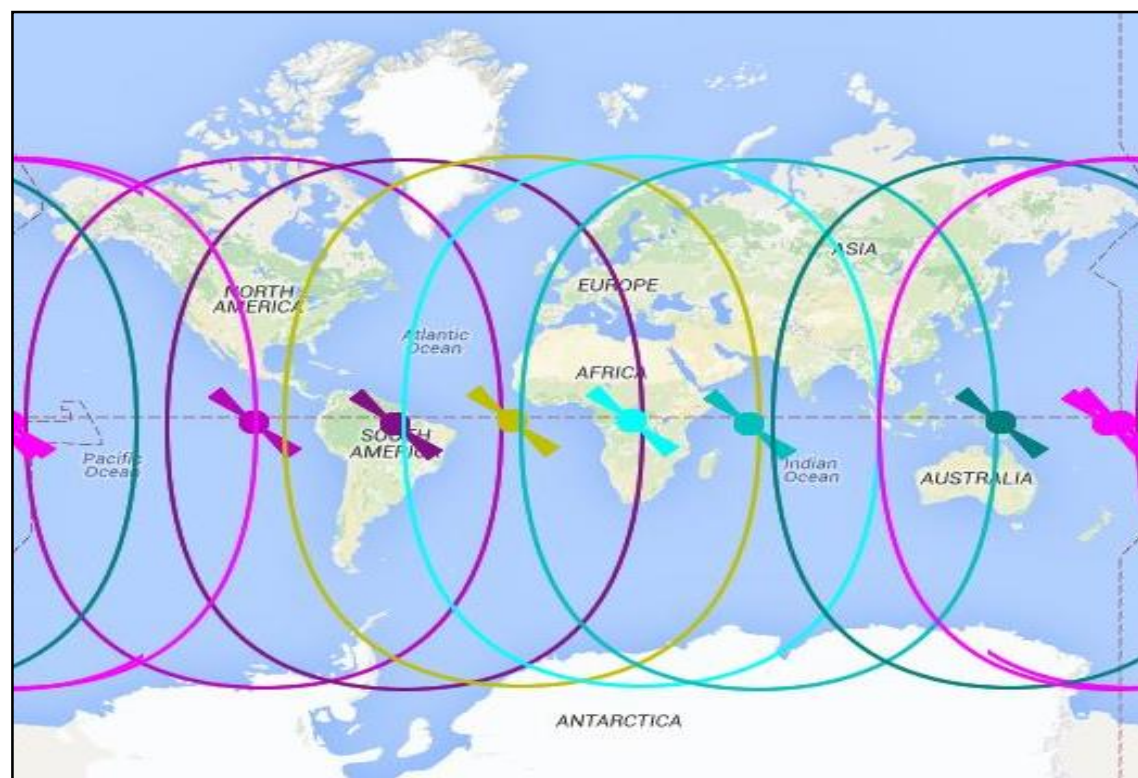 ASIA
NORTH
AMERICA
EUROPE
Atlantic
Ocean
AFRICA
SOUTH
AMERICA
Pacific
Ocean
Indian
Ocean
AUSTRALIA
ANTARCTICA